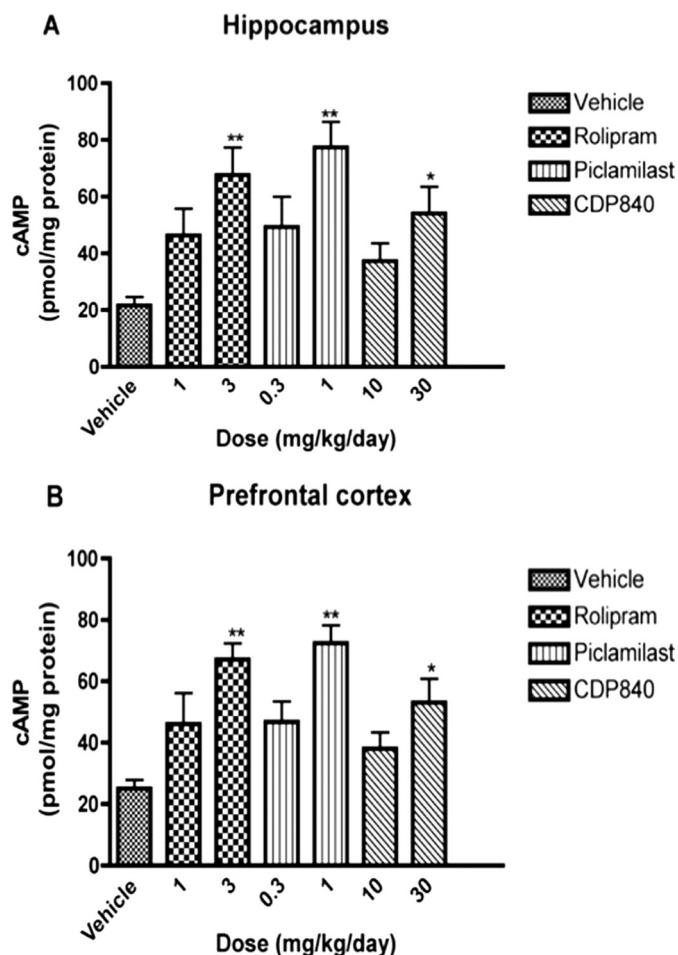 A
Hippocampus
cAMP
(pmol/mg protein)
100
80
60
40
20
0
**
**
*
Vehicle
1
3
0.3
1
10
30
Dose (mg/kg/day)
Vehicle
Rolipram
Piclamilast
CDP840
B
Prefrontal cortex
cAMP
(pmol/mg protein)
100
80
60
40
20
0
**
**
*
Vehicle
1
3
0.3
1
10
30
Dose (mg/kg/day)
Vehicle
Rolipram
Piclamilast
CDP840